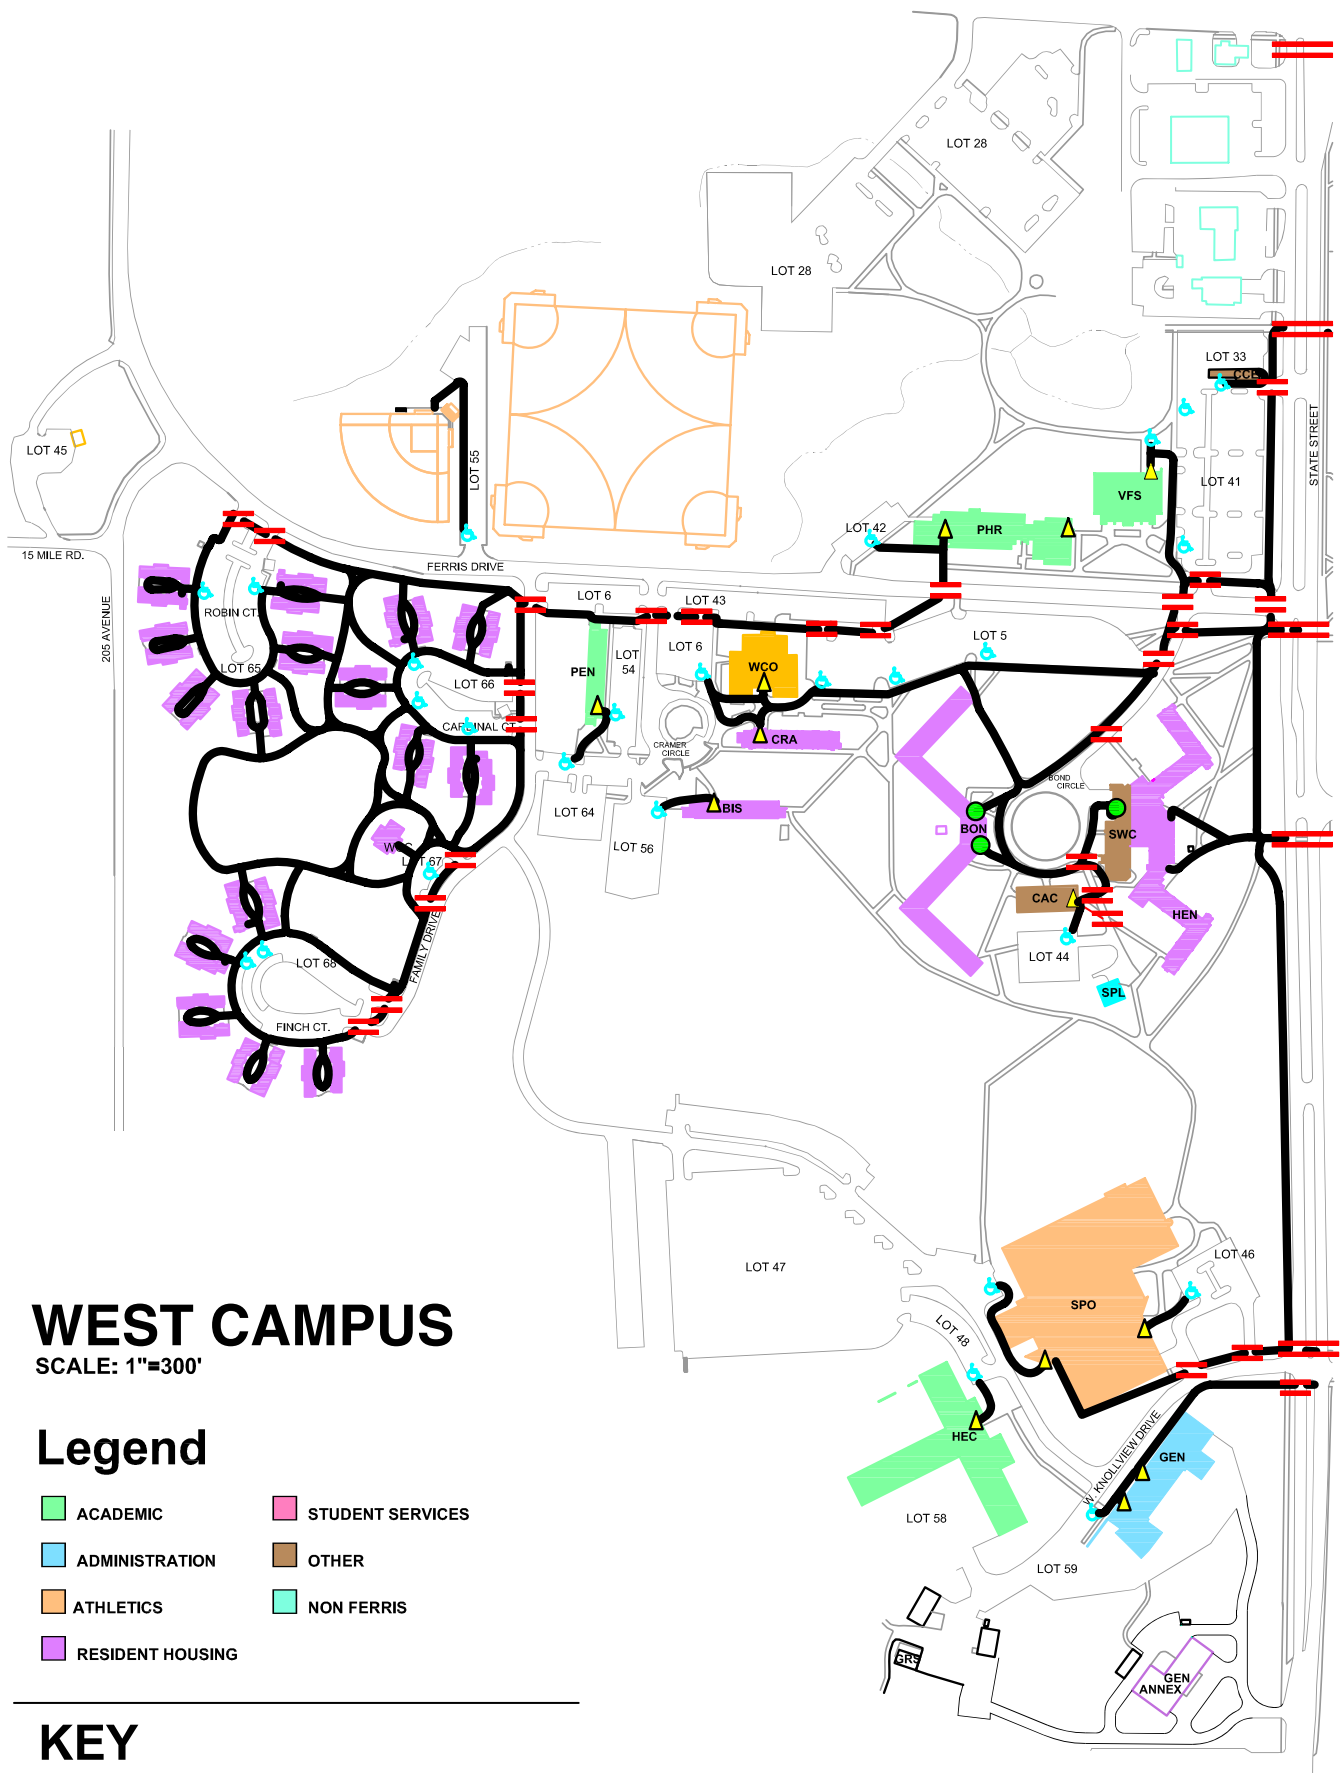 LOT 28
LOT 28
LOT 33
CCE
STATE STREET
LOT 45
LOT 55
LOT 41
VFS
LOT 42
PHR
15 MILE RD.
FERRIS DRIVE
205 AVENUE
LOT 6
LOT 43
ROBIN CT.
LOT 5
LOT 6
LOT
54
LOT 65
WCO
PEN
LOT 66
CARDINAL CT.
CRA
CRAMER
CIRCLE
BOND
CIRCLE
LOT 64
BIS
BON
SWC
LOT 56
LOT 67
CAC
HEN
FAMILY DRIVE
LOT 44
LOT 68
SPL
FINCH CT.
LOT 46
LOT 47
SPO
LOT 48
WEST CAMPUS
SCALE: 1"=300'
HEC
W. KNOLLVIEW DRIVE
GEN
Legend
ACADEMIC
STUDENT SERVICES
LOT 58
ADMINISTRATION
OTHER
LOT 59
ATHLETICS
NON FERRIS
RESIDENT HOUSING
GRS
GEN
ANNEX
KEY